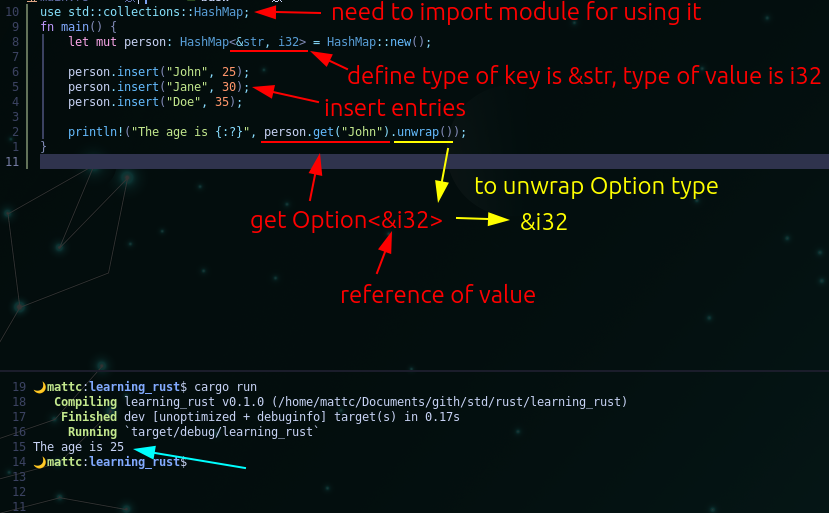 10 use std::collections::HashMap; need to import module for using it
9 fn main() {
8 let mut person: HashMap<&str, i32> = HashMap::new();
7
6 person.insert("John", 25); define type of key is &str, type of value is i32
5 person.insert("Jane", 30);
4 person.insert("Doe", 35); insert entries
3
2 println!("The age is {:?}", person.get("John").unwrap());
1 }
11
to unwrap Option type
get Option<&i32> &i32
reference of value
19 mattc:learning_rust$ cargo run
18 Compiling learning_rust v0.1.0 (/home/mattc/Documents/gith/std/rust/learning_rust)
17 Finished dev [unoptimized + debuginfo] target(s) in 0.17s
16 Running `target/debug/learning_rust`
15 The age is 25
14 mattc:learning_rust$
13
12
11